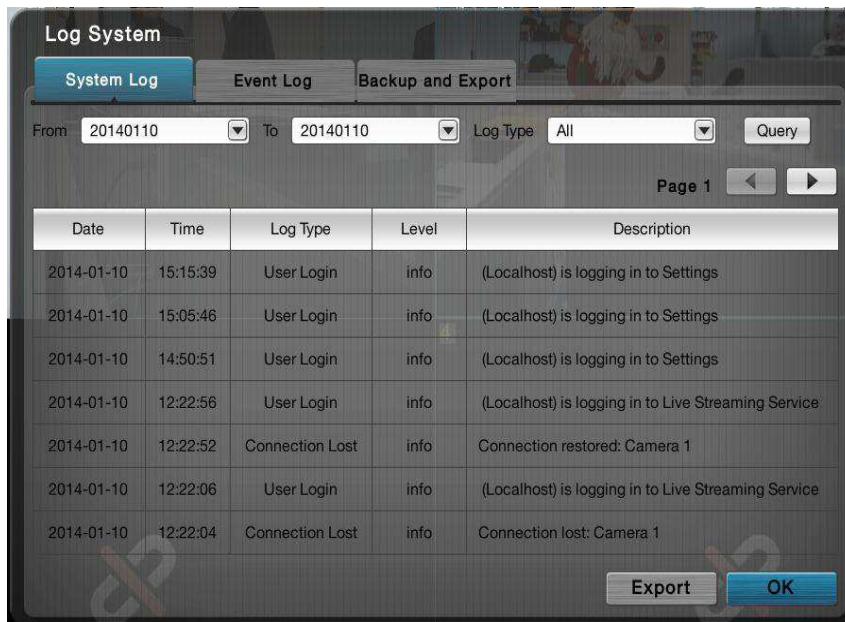 Log System
System Log Event Log Backup and Export
From 20140110 To 20140110 Log Type All Query
Page 1
Date Time Log Type Level Description
2014-01-10 15:15:39 User Login info (Localhost) is logging in to Settings
2014-01-10 15:05:46 User Login info (Localhost) is logging in to Settings
4
2014-01-10 14:50:51 User Login info (Localhost) is logging in to Settings
2014-01-10 12:22:56 User Login info (Localhost) is logging in to Live Streaming Service
2014-01-10 12:22:52 Connection Lost info Connection restored: Camera 1
2014-01-10 12:22:06 User Login info (Localhost) is logging in to Live Streaming Service
2014-01-10 12:22:04 Connection Lost info Connection lost: Camera 1
Export OK